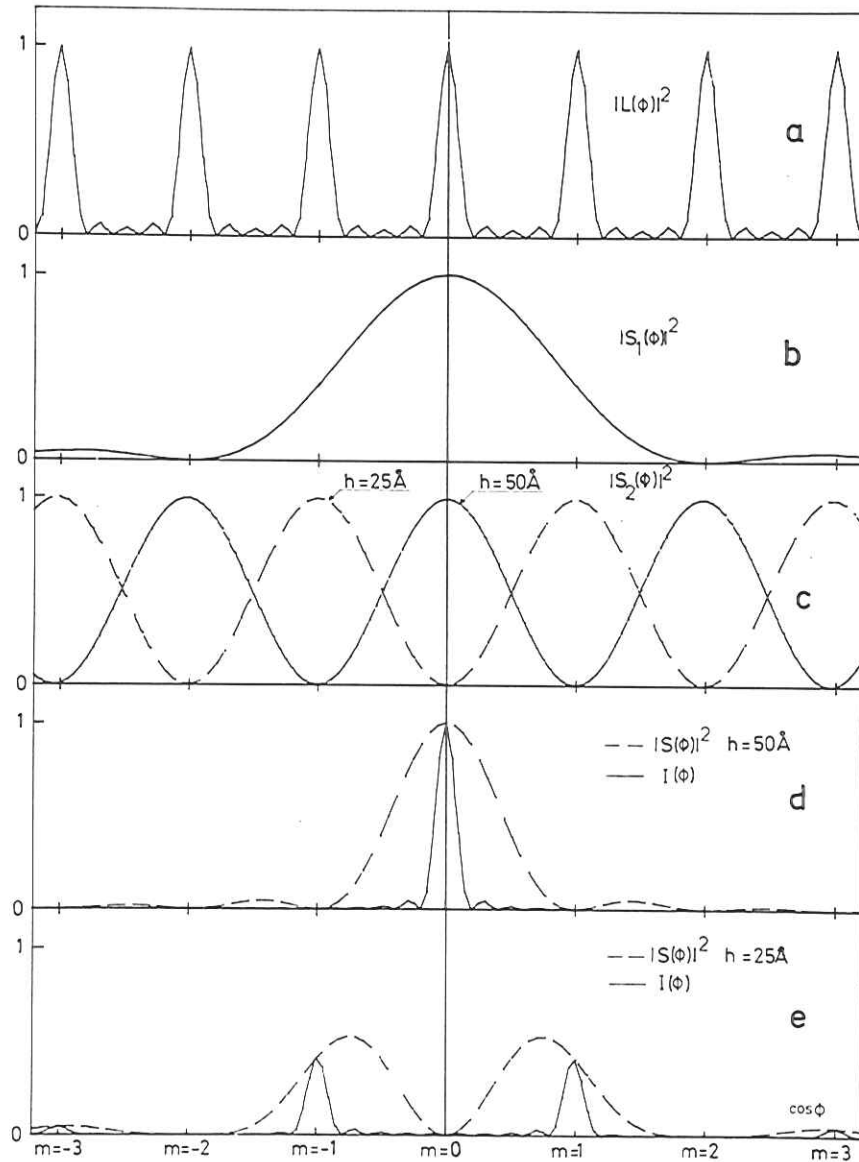 1
|L(Φ)|²
a
0
1
|S₁(Φ)|²
b
0
h=25Å h=50Å |S₂(Φ)|²
1
c
0
1
|S(Φ)|² h=50Å
I(Φ)
d
0
1
|S(Φ)|² h=25Å
I(Φ)
e
cosΦ
0
m=-3 m=-2 m=-1 m=0 m=1 m=2 m=3